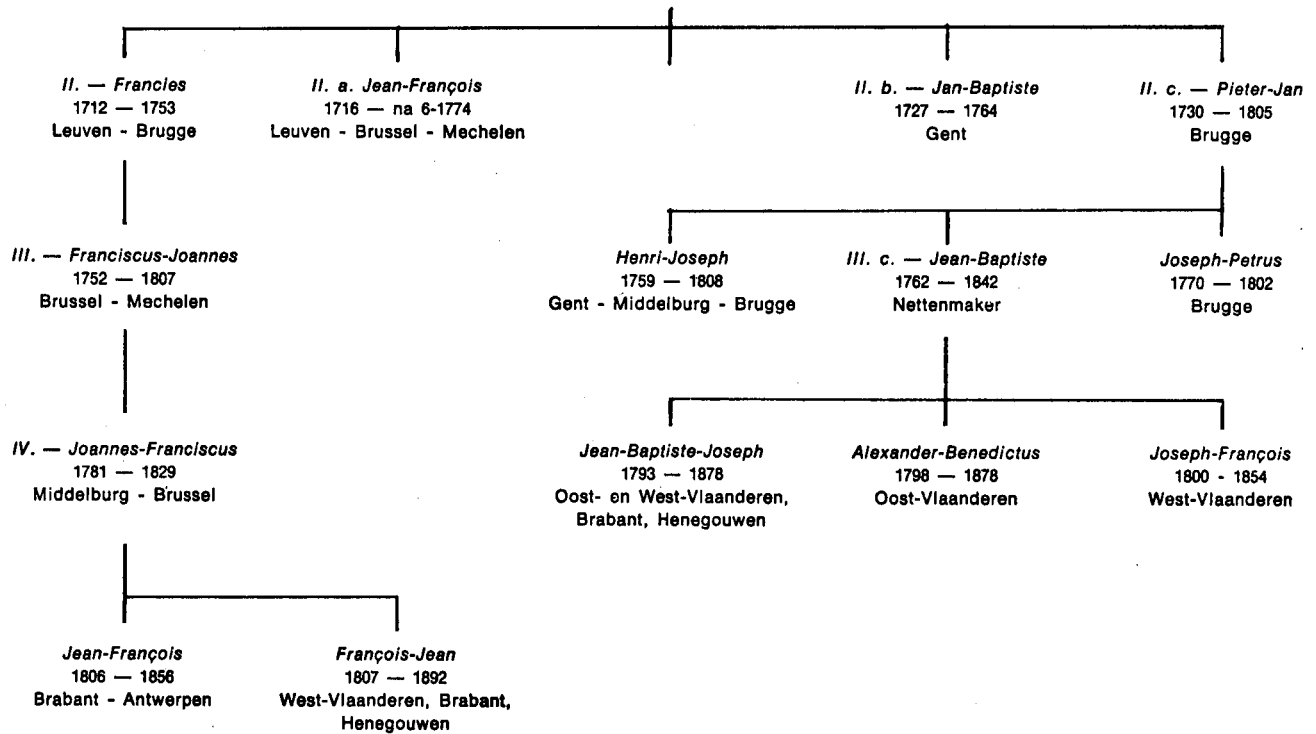 II. — Francies
1712 — 1753
Leuven - Brugge
II. a. Jean-François
1716 — na 6-1774
Leuven - Brussel - Mechelen
II. b. — Jan-Baptiste
1727 — 1764
Gent
II. c. — Pieter-Jan
1730 — 1805
Brugge
III. — Franciscus-Joannes
1752 — 1807
Brussel - Mechelen
Henri-Joseph
1759 — 1808
Gent - Middelburg - Brugge
III. c. — Jean-Baptiste
1762 — 1842
Nettenmaker
Joseph-Petrus
1770 — 1802
Brugge
IV. — Joannes-Franciscus
1781 — 1829
Middelburg - Brussel
Jean-Baptiste-Joseph
1793 — 1878
Oost- en West-Vlaanderen,
Brabant, Henegouwen
Alexander-Benedictus
1798 — 1878
Oost-Vlaanderen
Joseph-François
1800 - 1854
West-Vlaanderen
Jean-François
1806 — 1856
Brabant - Antwerpen
François-Jean
1807 — 1892
West-Vlaanderen, Brabant,
Henegouwen